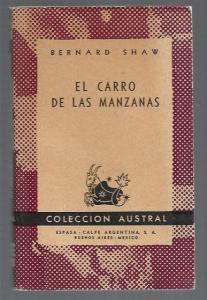 BERNARD SHAW
EL CARRO
DE LAS MANZANAS
COLECCION AUSTRAL
ESPASA - CALPE ARGENTINA, S. A.
BUENOS AIRES - MEXICO